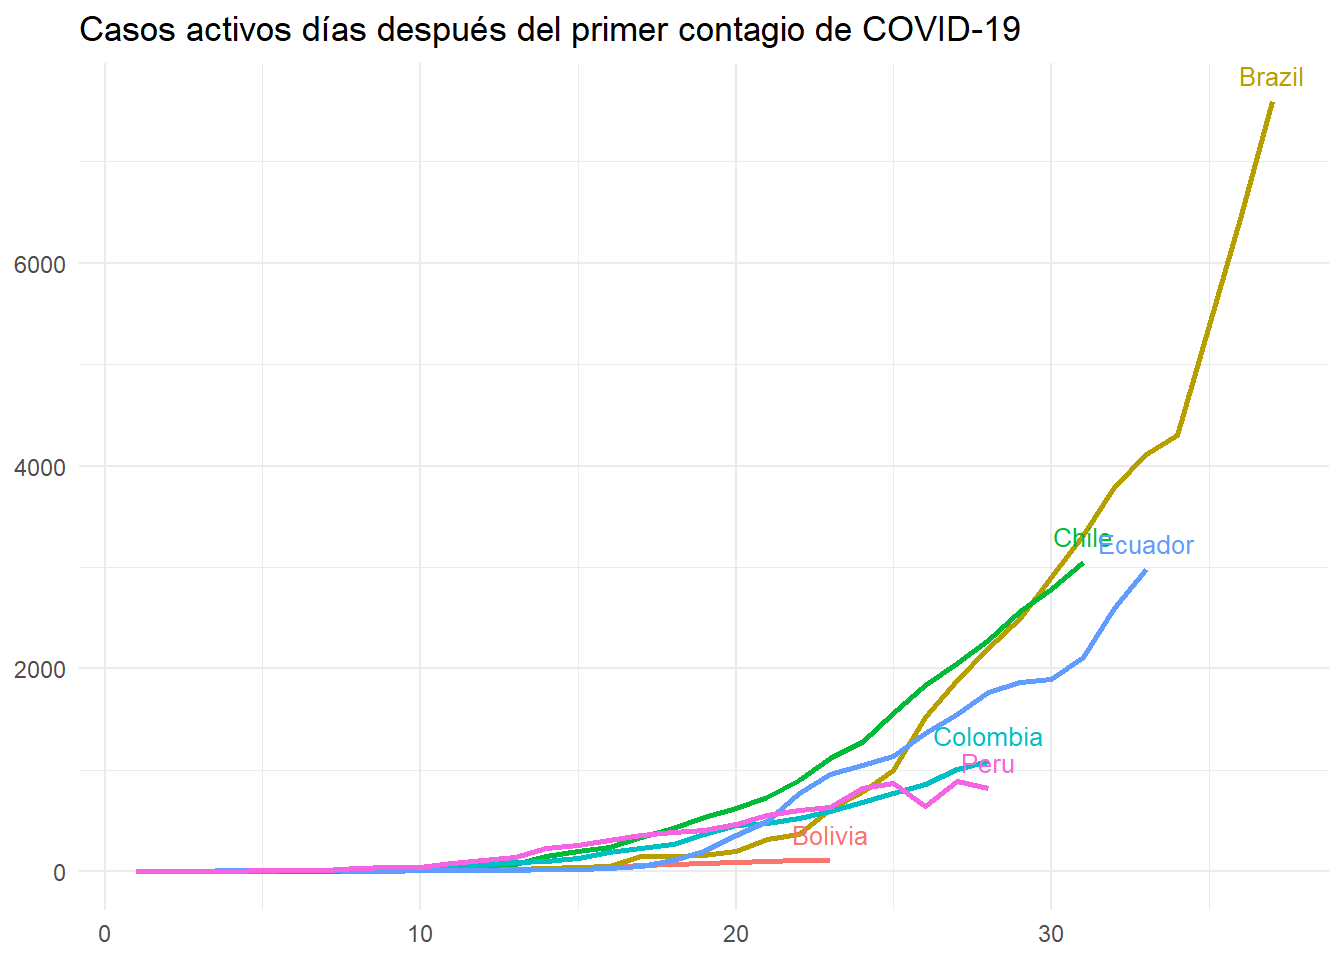 Casos activos días después del primer contagio de COVID-19
Brazil
6000
4000
Chile
Ecuador
2000
Colombia
Peru
Bolivia
0
0 10 20 30